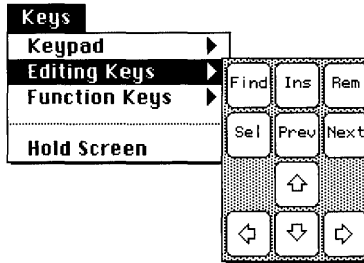 Keys
Keypad
Editing Keys
Function Keys
Hold Screen
Find Ins Rem
Sel Prev Next